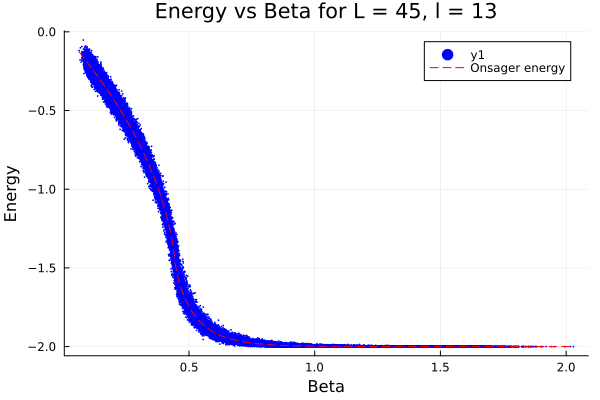 Energy vs Beta for L = 45, l = 13
y1
Onsager energy
Energy
0.0
−0.5
−1.0
−1.5
−2.0
0.5
1.0
1.5
2.0
Beta